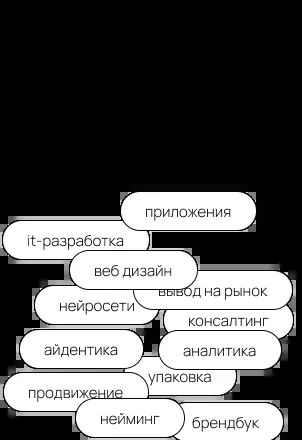 приложения
it-разработка
веб дизайн
вывод на рынок
нейросети
консалтинг
айдентика
аналитика
упаковка
продвижение
нейминг
брендбук